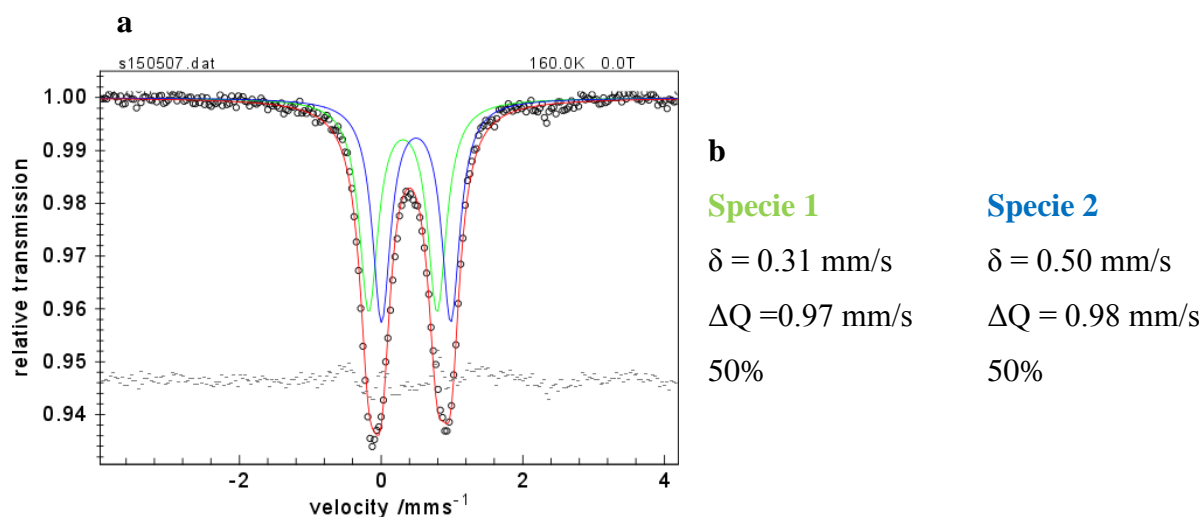 a
s150507.dat 160.0K 0.0T
1.00
0.99
0.98
0.97
0.96
0.95
0.94
relative transmission
-2 0 2 4
velocity /mms⁻¹
b
Specie 1 Specie 2
δ = 0.31 mm/s δ = 0.50 mm/s
ΔQ =0.97 mm/s ΔQ = 0.98 mm/s
50% 50%